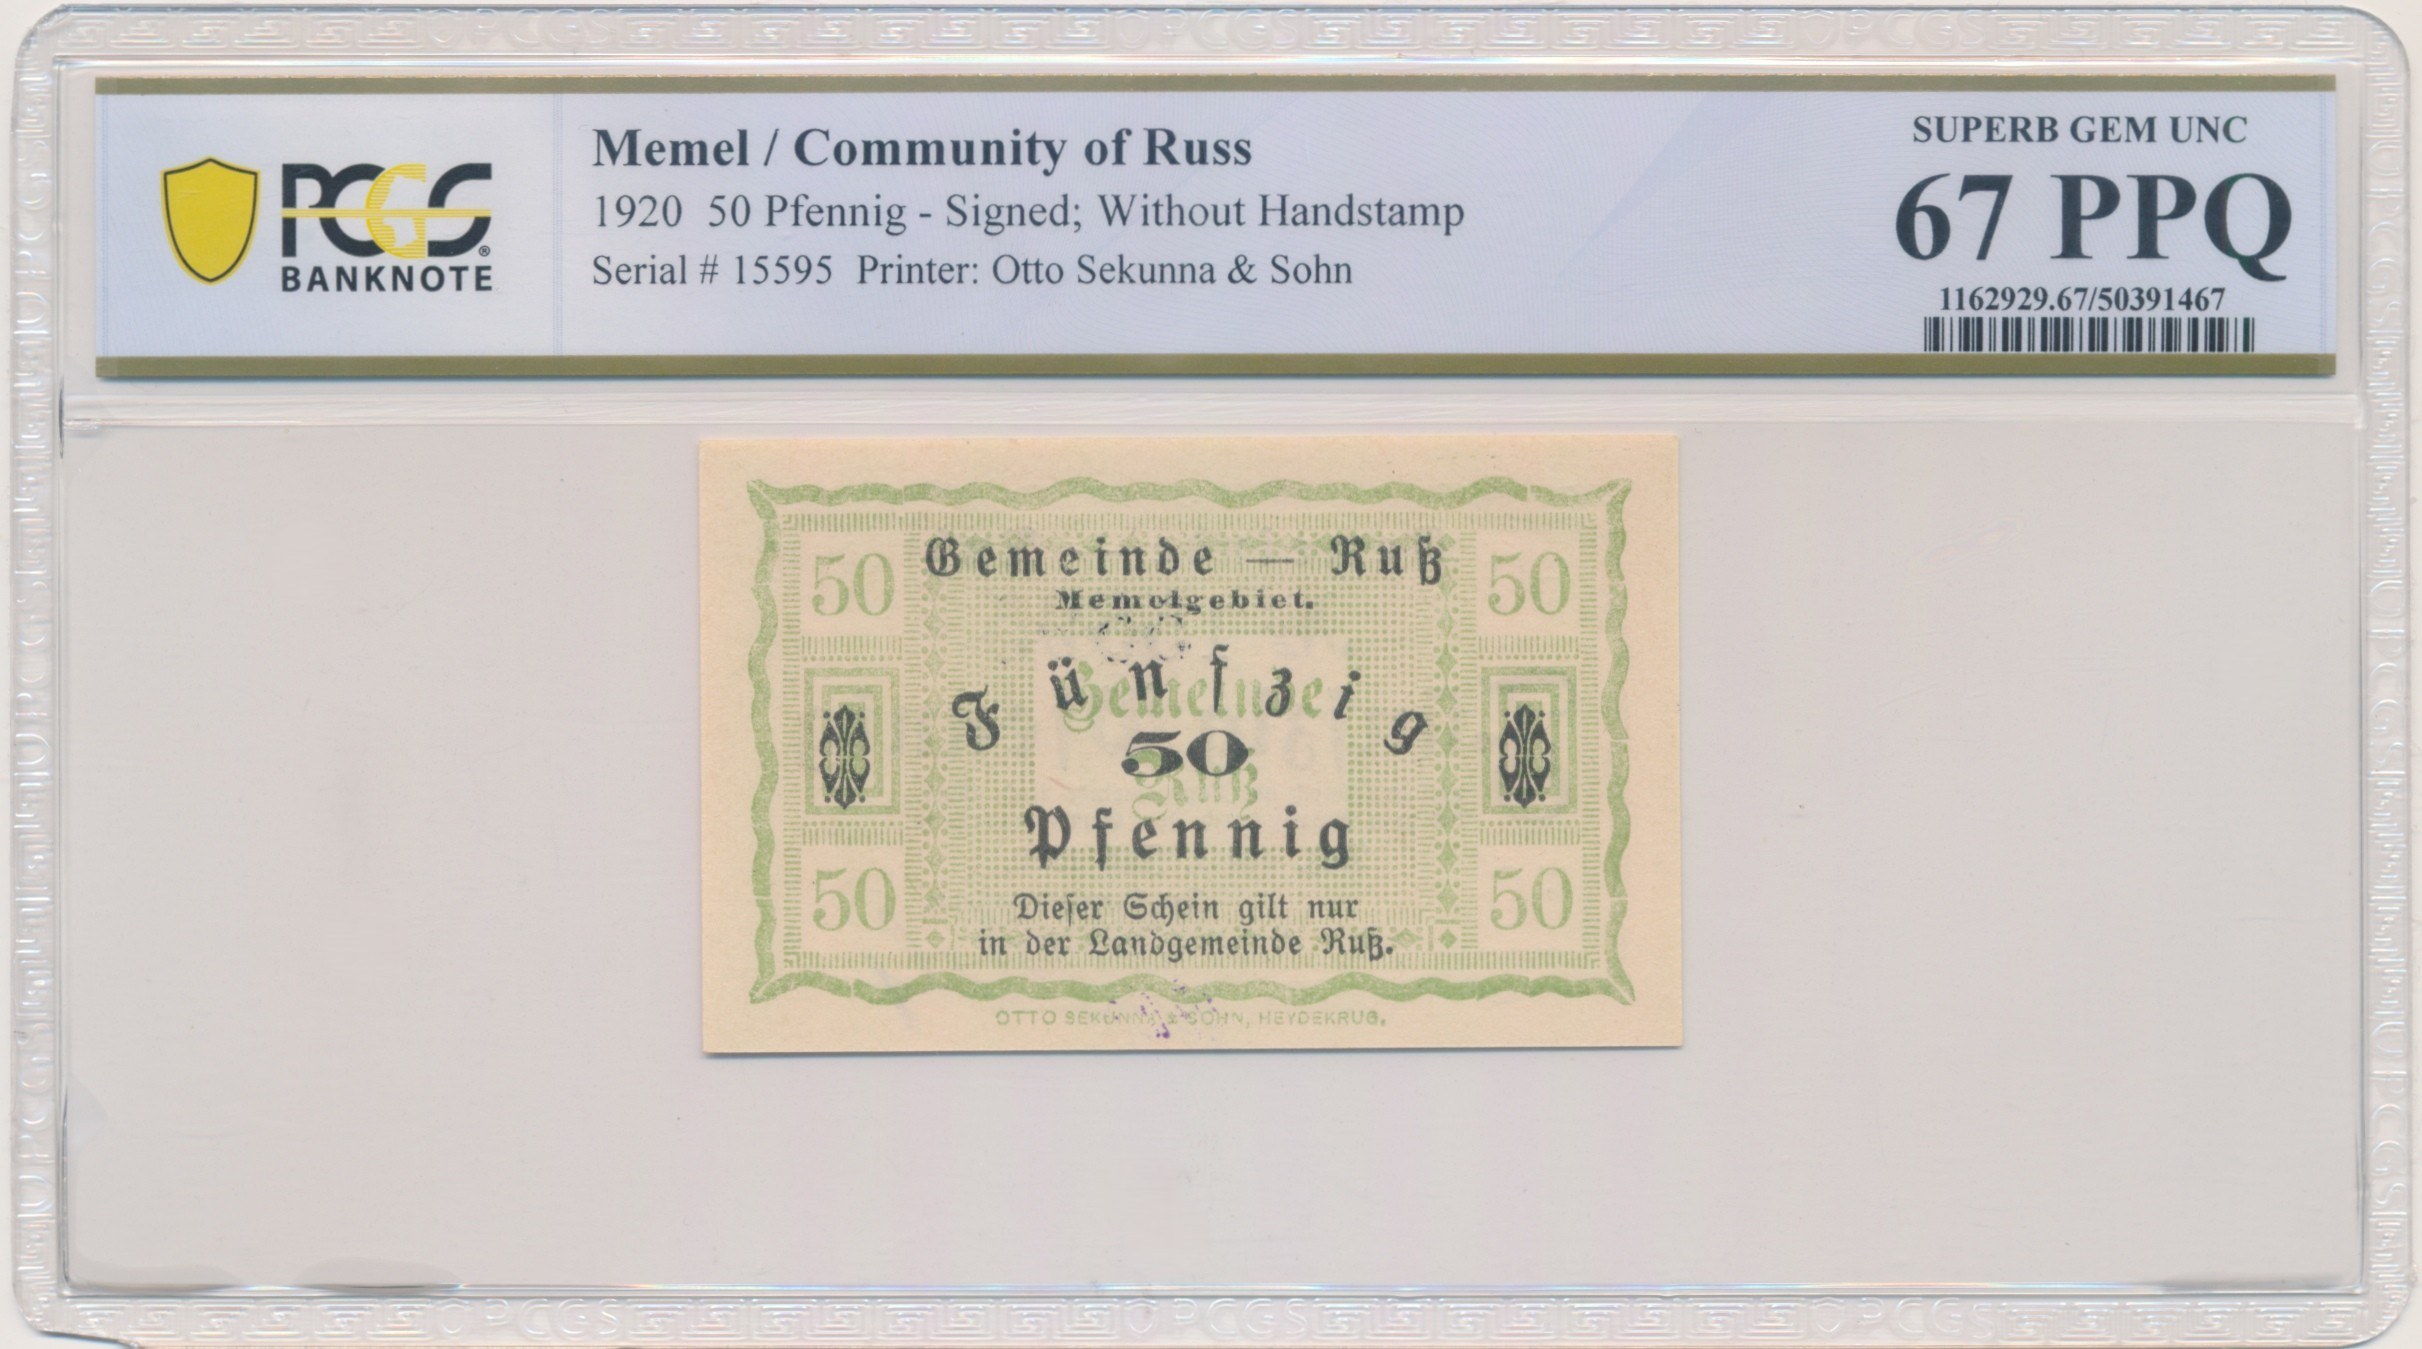 PCGS
BANKNOTE
Memel / Community of Russ
1920 50 Pfennig - Signed; Without Handstamp
Serial # 15595 Printer: Otto Sekunna & Sohn
SUPERB GEM UNC
67 PPQ
1162929.67/50391467
Gemeinde — Ruß
Memelgebiet.
50 50
Fünfzig
Gemeinde
50
Ruß
Pfennig
50 50
Dieser Schein gilt nur
in der Landgemeinde Ruß.
OTTO SEKUNNA & SOHN, HEYDEKRUG.